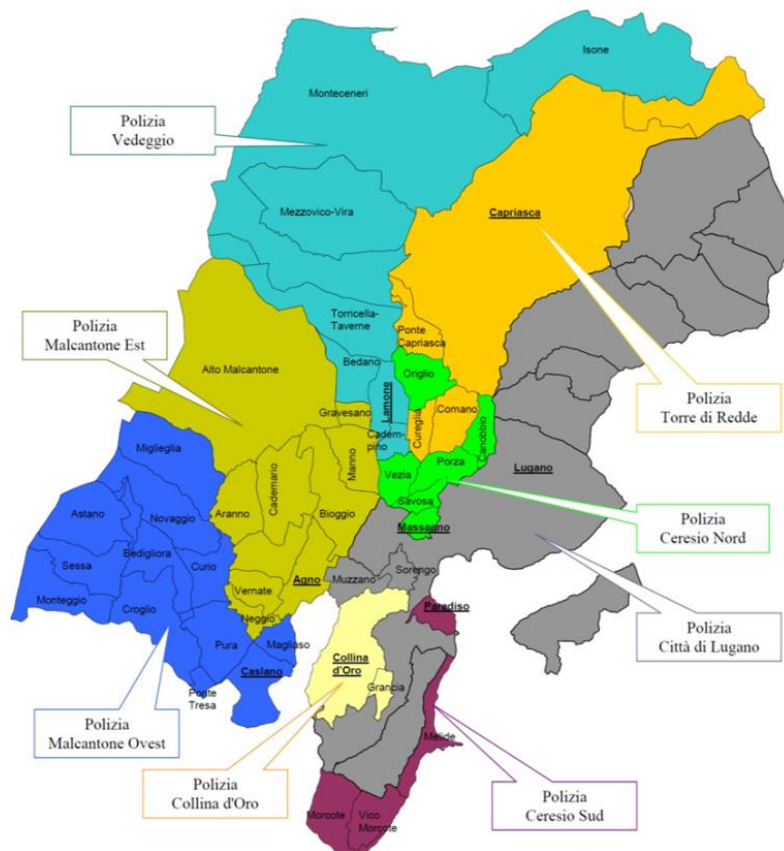 Isone
Monteceneri
Polizia
Vedeggio
Mezzovico-Vira
Capriasca
Torricella-
Taverne
Ponte
Capriasca
Polizia
Malcantone Est
Bedano
Alto Malcantone
Origlio
Polizia
Torre di Redde
Lamone
Gravesano
Comano
Cureglia
Canobbio
Cadem-
pino
Miglieglia
Manno
Cademario
Porza
Vezia
Lugano
Savosa
Astano
Aranno
Bioggio
Novaggio
Massagno
Polizia
Ceresio Nord
Bedigliora
Sessa
Curio
Agno
Muzzano
Sorengo
Vernate
Monteggio
Croglio
Neggio
Paradiso
Polizia
Città di Lugano
Pura
Magliaso
Collina
d'Oro
Caslano
Grancia
Ponte
Tresa
Polizia
Malcantone Ovest
Melide
Polizia
Collina d'Oro
Polizia
Ceresio Sud
Morcote
Vico
Morcote